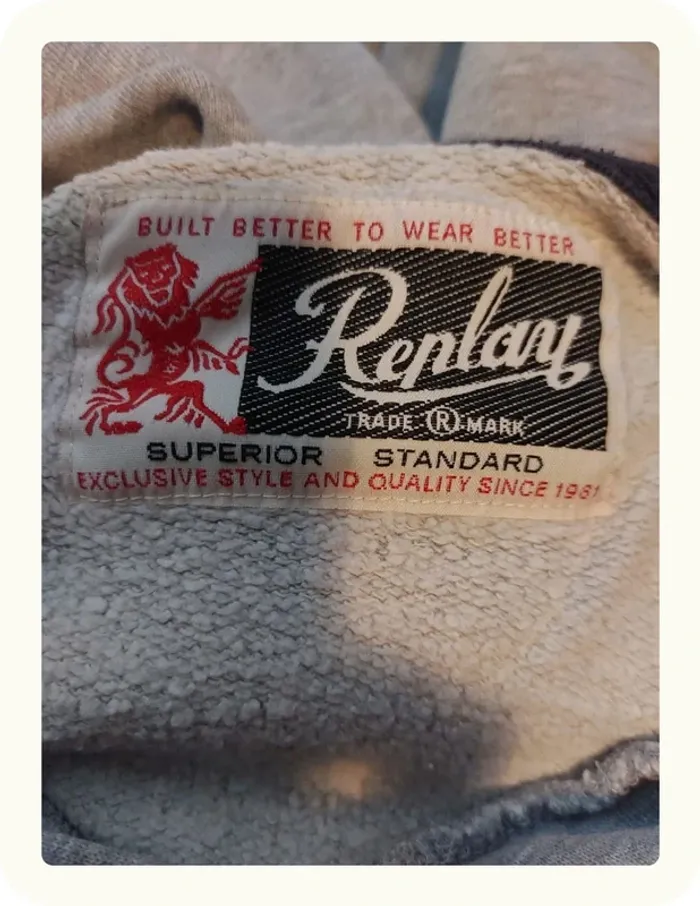 BUILT BETTER TO WEAR BETTER
Replay
TRADE ® MARK
SUPERIOR STANDARD
EXCLUSIVE STYLE AND QUALITY SINCE 1981